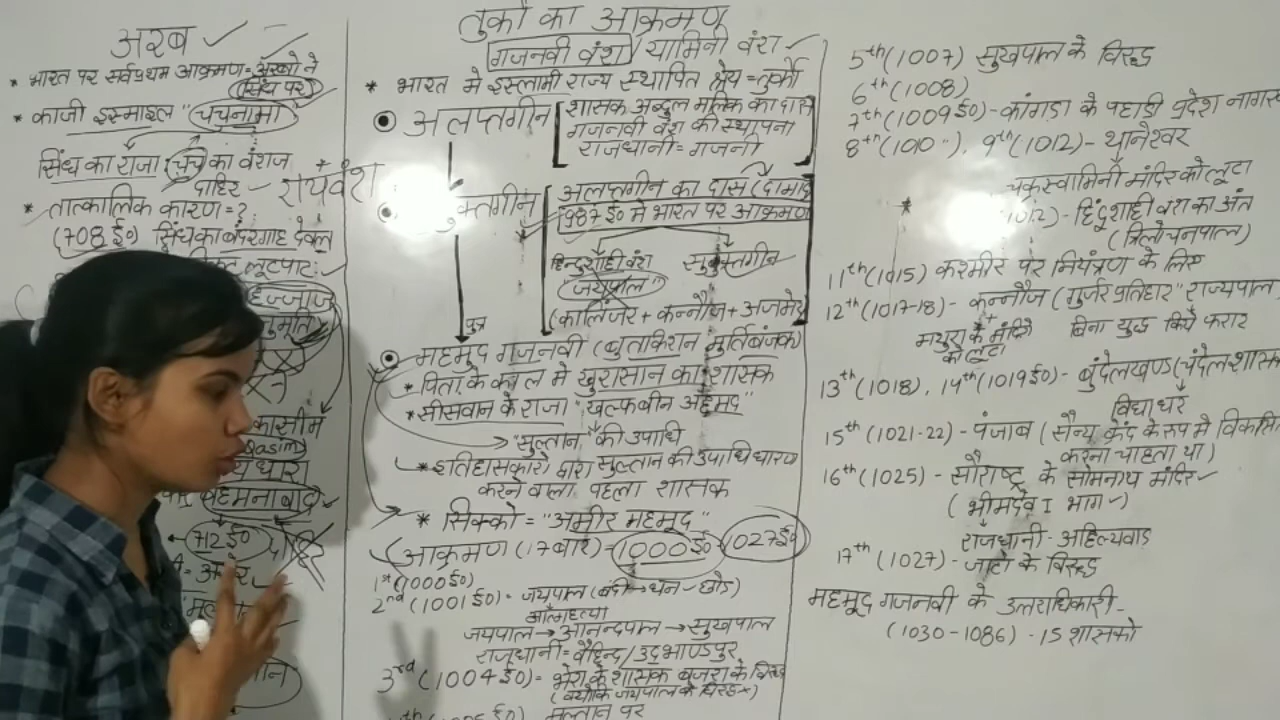 अरब
* भारत पर सर्वप्रथम आक्रमण = अरबो ने
(सिंध पर)
* काजी इस्माइल "चचनामा"
सिंध का राजा (चच) का वंशज
दाहिर - रायवंश
* तात्कालिक कारण = ?
(708 ई०) सिंध का बंदरगाह देवल
लूटपाट
हज्जाज
कासीम
Qasim)
712 ई०
तुर्को का आक्रमण
गजनवी वंश / यामिनी वंश
* भारत मे इस्लामी राज्य स्थापित श्रेय = तुर्को
अलप्तगीन
शासक अब्दुल मलिक का दास
गजनवी वंश की स्थापना
राजधानी = गजनी
क्तगीन
अलप्तगीन का दास (दामाद
987 ई० मे भारत पर आक्रमण
हिन्दुशाही वंश सुबुक्तगीन
जयपाल"
(कालिंजर + कन्नौज + अजमेर)
पुत्र
महमूद गजनवी (बुतशिकन मुर्तिभंजक)
* पिता के काल मे खुरासान का शासक
* सीसवान के राजा "खल्फ बीन अहमद"
"सुल्तान" की उपाधि
* इतिहासकारो द्वारा सुल्तान की उपाधि धारण
करने वाला पहला शासक
* सिक्को = "अमीर महमूद"
आक्रमण (17 बार) = 1000 ई० - 1027 ई०
1st (1000 ई०)
2nd (1001 ई०) = जयपाल (बंदी → धन - छोड)
आत्महत्या
जयपाल → आनन्दपाल → सुखपाल
राजधानी = वैहिन्द / उदभाण्डपुर
3rd (1004 ई०) = भेरा के शासक बजरा के विरुद्ध
(क्योकि जयपाल के विरुद्ध x)
मुल्तान पर
5th (1007) सुखपाल के विरुद्ध
6th (1008)
7th (1009 ई०) - कांगडा के पहाडी प्रदेश नागर
8th (1010 "), 9th (1012) - थानेश्वर
चक्रस्वामिनी मंदिर को लूटा
* 1012) - हिंदूशाही वंश का अंत
(त्रिलोचनपाल)
11th (1015) कश्मीर पर नियंत्रण के लिए
12th (1017-18) - कन्नौज (गुर्जर प्रतिहार" राज्यपाल
मथुरा के मंदिरो को लूटा बिना युद्ध किये फरार
13th (1018), 14th (1019 ई०) - बुंदेलखण्ड (चंदेल शास
विद्याधर
15th (1021-22) - पंजाब (सैन्य केंद्र के रूप मे विकसि
करना चाहता था)
16th (1025) - सौराष्ट्र के सोमनाथ मंदिर
(भीमदेव I भाग)
राजधानी - अहिल्यवाड
17th (1027) - जाटो के विरुद्ध
महमूद गजनवी के उत्तराधिकारी -
(1030-1086) - 15 शासको